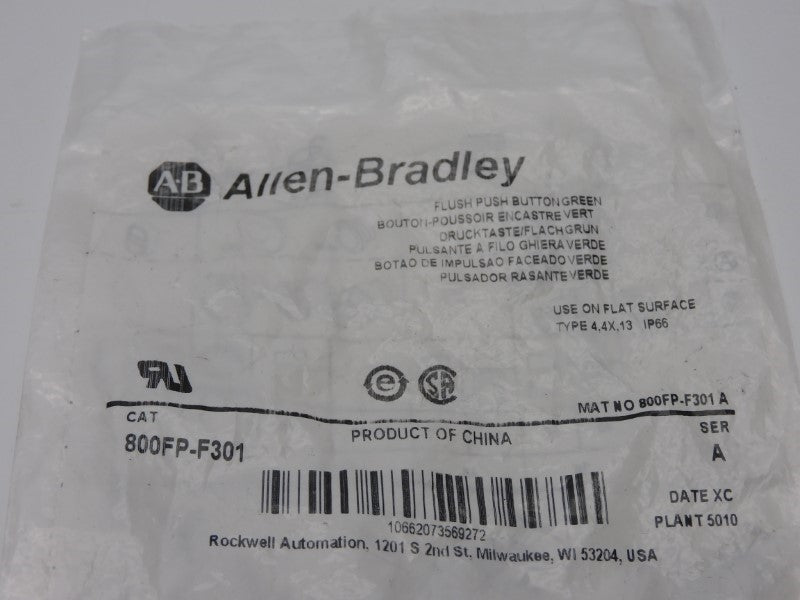 AB Allen-Bradley
FLUSH PUSH BUTTON GREEN
BOUTON-POUSSOIR ENCASTRE VERT
DRUCKTASTE/FLACH GRUN
PULSANTE A FILO GHIERA VERDE
BOTAO DE IMPULSAO FACEADO VERDE
PULSADOR RASANTE VERDE
USE ON FLAT SURFACE
TYPE 4,4X,13 IP66
MAT NO 800FP-F301 A
CAT
800FP-F301
PRODUCT OF CHINA
SER
A
10662073569272
DATE XC
PLANT 5010
Rockwell Automation, 1201 S 2nd St, Milwaukee, WI 53204, USA